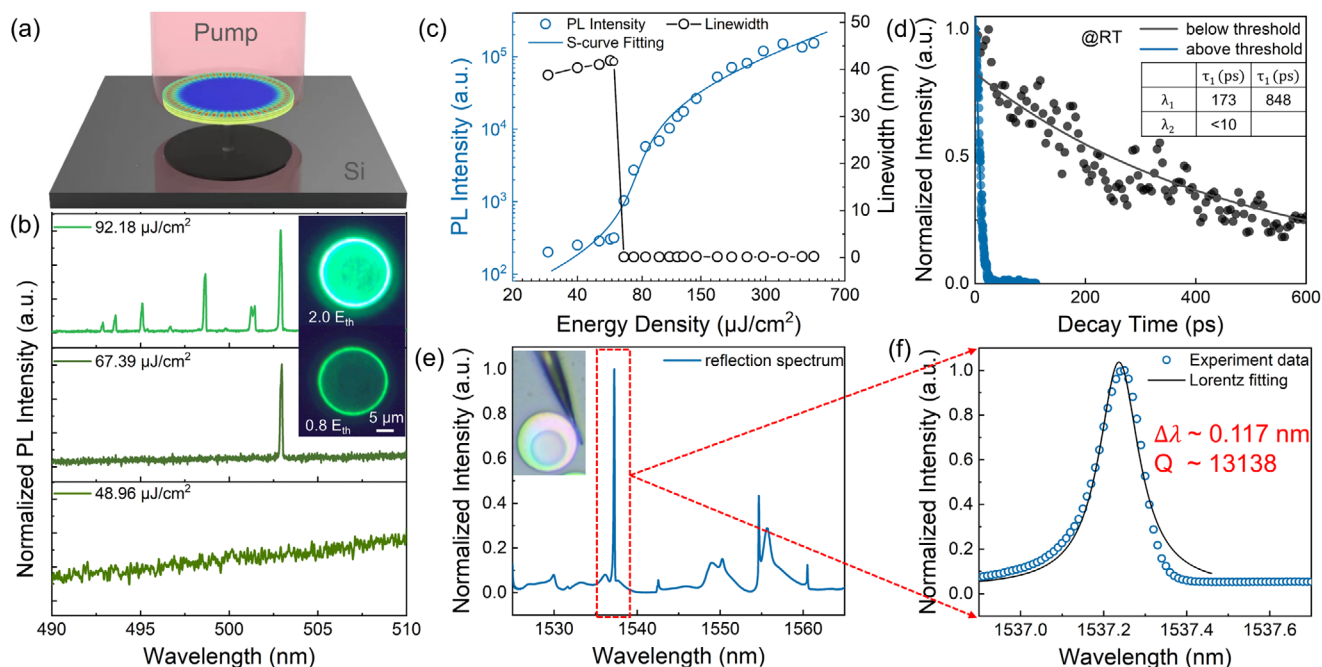 (a)
Pump
Si
(b)
92.18 μJ/cm²
2.0 Eth
67.39 μJ/cm²
0.8 Eth
5 μm
48.96 μJ/cm²
Normalized PL Intensity (a.u.)
490 495 500 505 510
Wavelength (nm)
(c)
PL Intensity
Linewidth
S-curve Fitting
10⁵
10⁴
10³
10²
PL Intensity (a.u.)
50
40
30
20
10
0
Linewidth (nm)
20 40 80 150 300 400 700
Energy Density (μJ/cm²)
(d)
@RT
below threshold
above threshold
τ₁ (ps) τ₁ (ps)
λ₁ 173 848
λ₂ <10
1.0
0.5
0.0
Normalized Intensity (a.u.)
0 200 400 600
Decay Time (ps)
(e)
reflection spectrum
1.0
0.8
0.6
0.4
0.2
0.0
Normalized Intensity (a.u.)
1530 1540 1550 1560
Wavelength (nm)
(f)
Experiment data
Lorentz fitting
Δλ ~ 0.117 nm
Q ~ 13138
1.0
0.8
0.6
0.4
0.2
0.0
Normalized Intensity (a.u.)
1537.0 1537.2 1537.4 1537.6
Wavelength (nm)